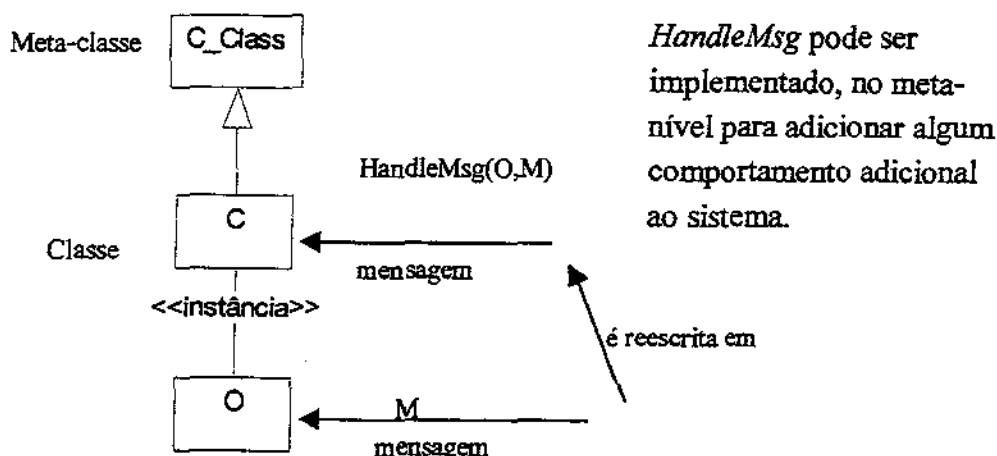 Meta-classe
C_Class
HandleMsg pode ser
implementado, no meta-
nível para adicionar algum
comportamento adicional
ao sistema.
HandleMsg(O,M)
C
Classe
mensagem
<<instância>>
é reescrita em
O
M
mensagem